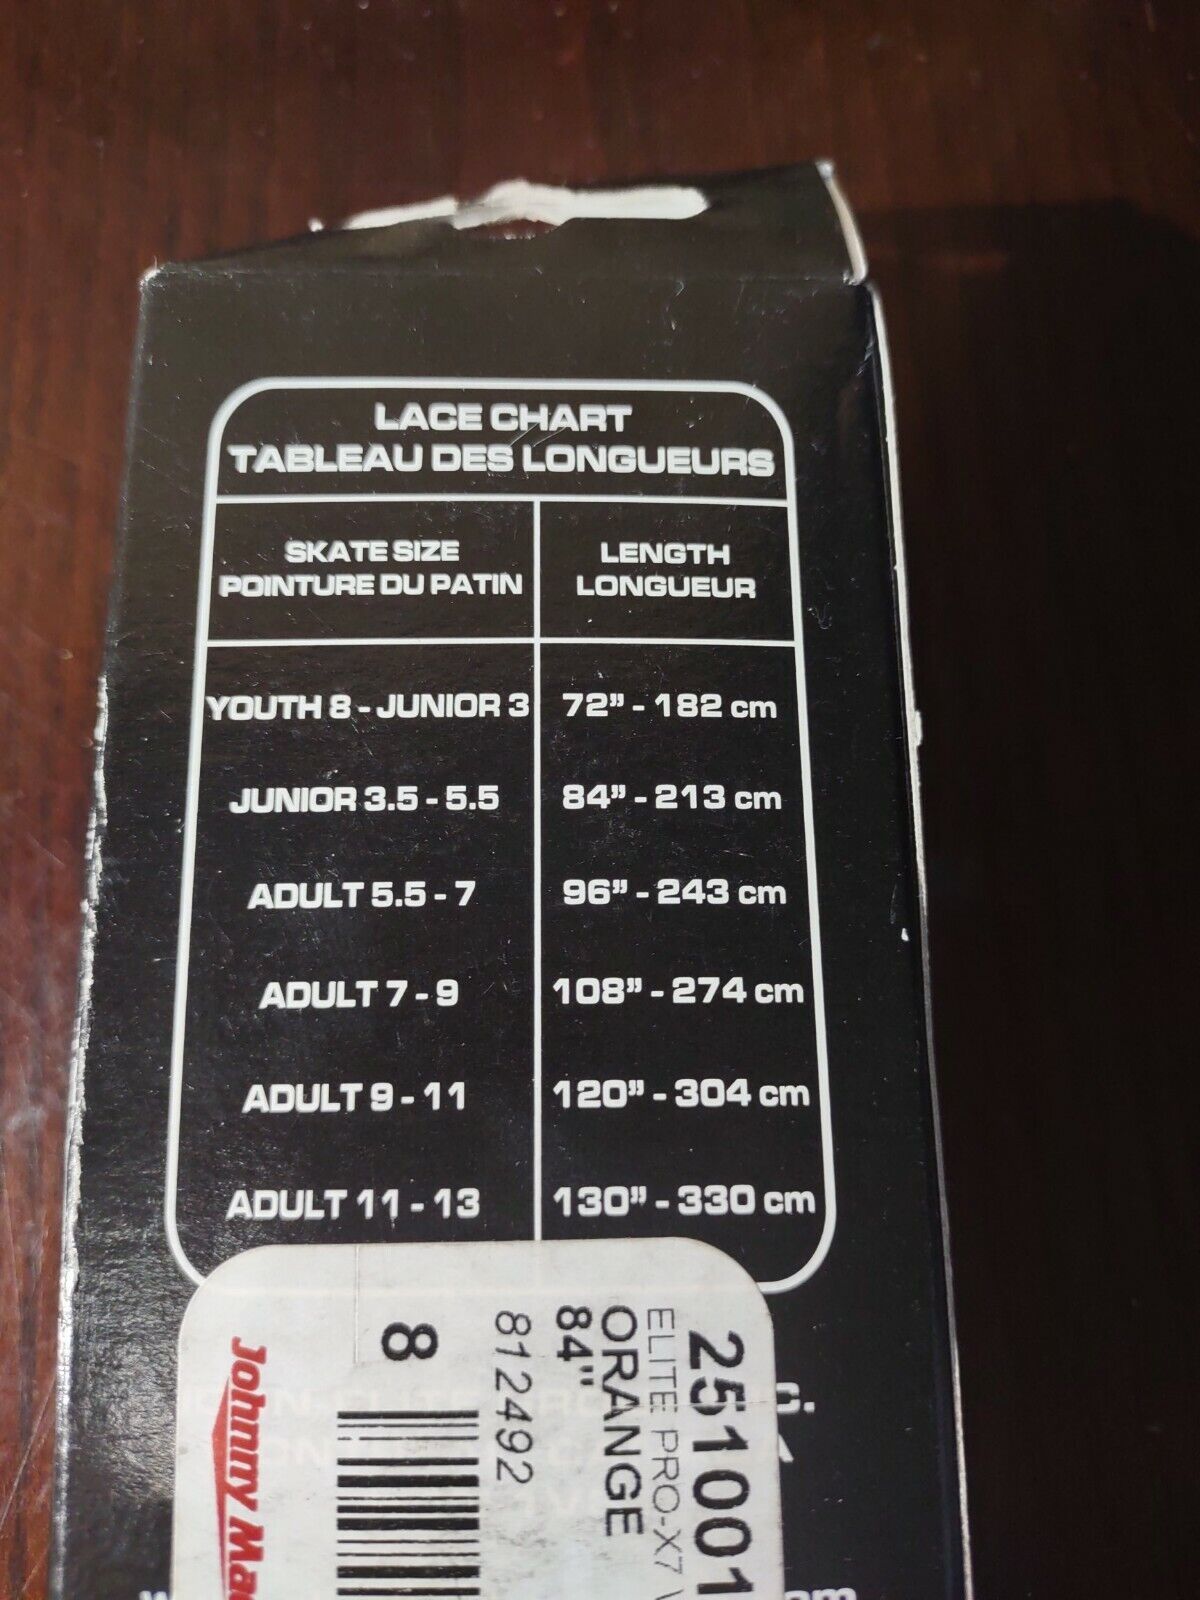 LACE CHART
TABLEAU DES LONGUEURS
SKATE SIZE
POINTURE DU PATIN
LENGTH
LONGUEUR
YOUTH 8 - JUNIOR 3 72" - 182 cm
JUNIOR 3.5 - 5.5 84" - 213 cm
ADULT 5.5 - 7 96" - 243 cm
ADULT 7 - 9 108" - 274 cm
ADULT 9 - 11 120" - 304 cm
ADULT 11 - 13 130" - 330 cm
251001
ELITE PRO-X7
ORANGE
84"
812492
8
Johnny